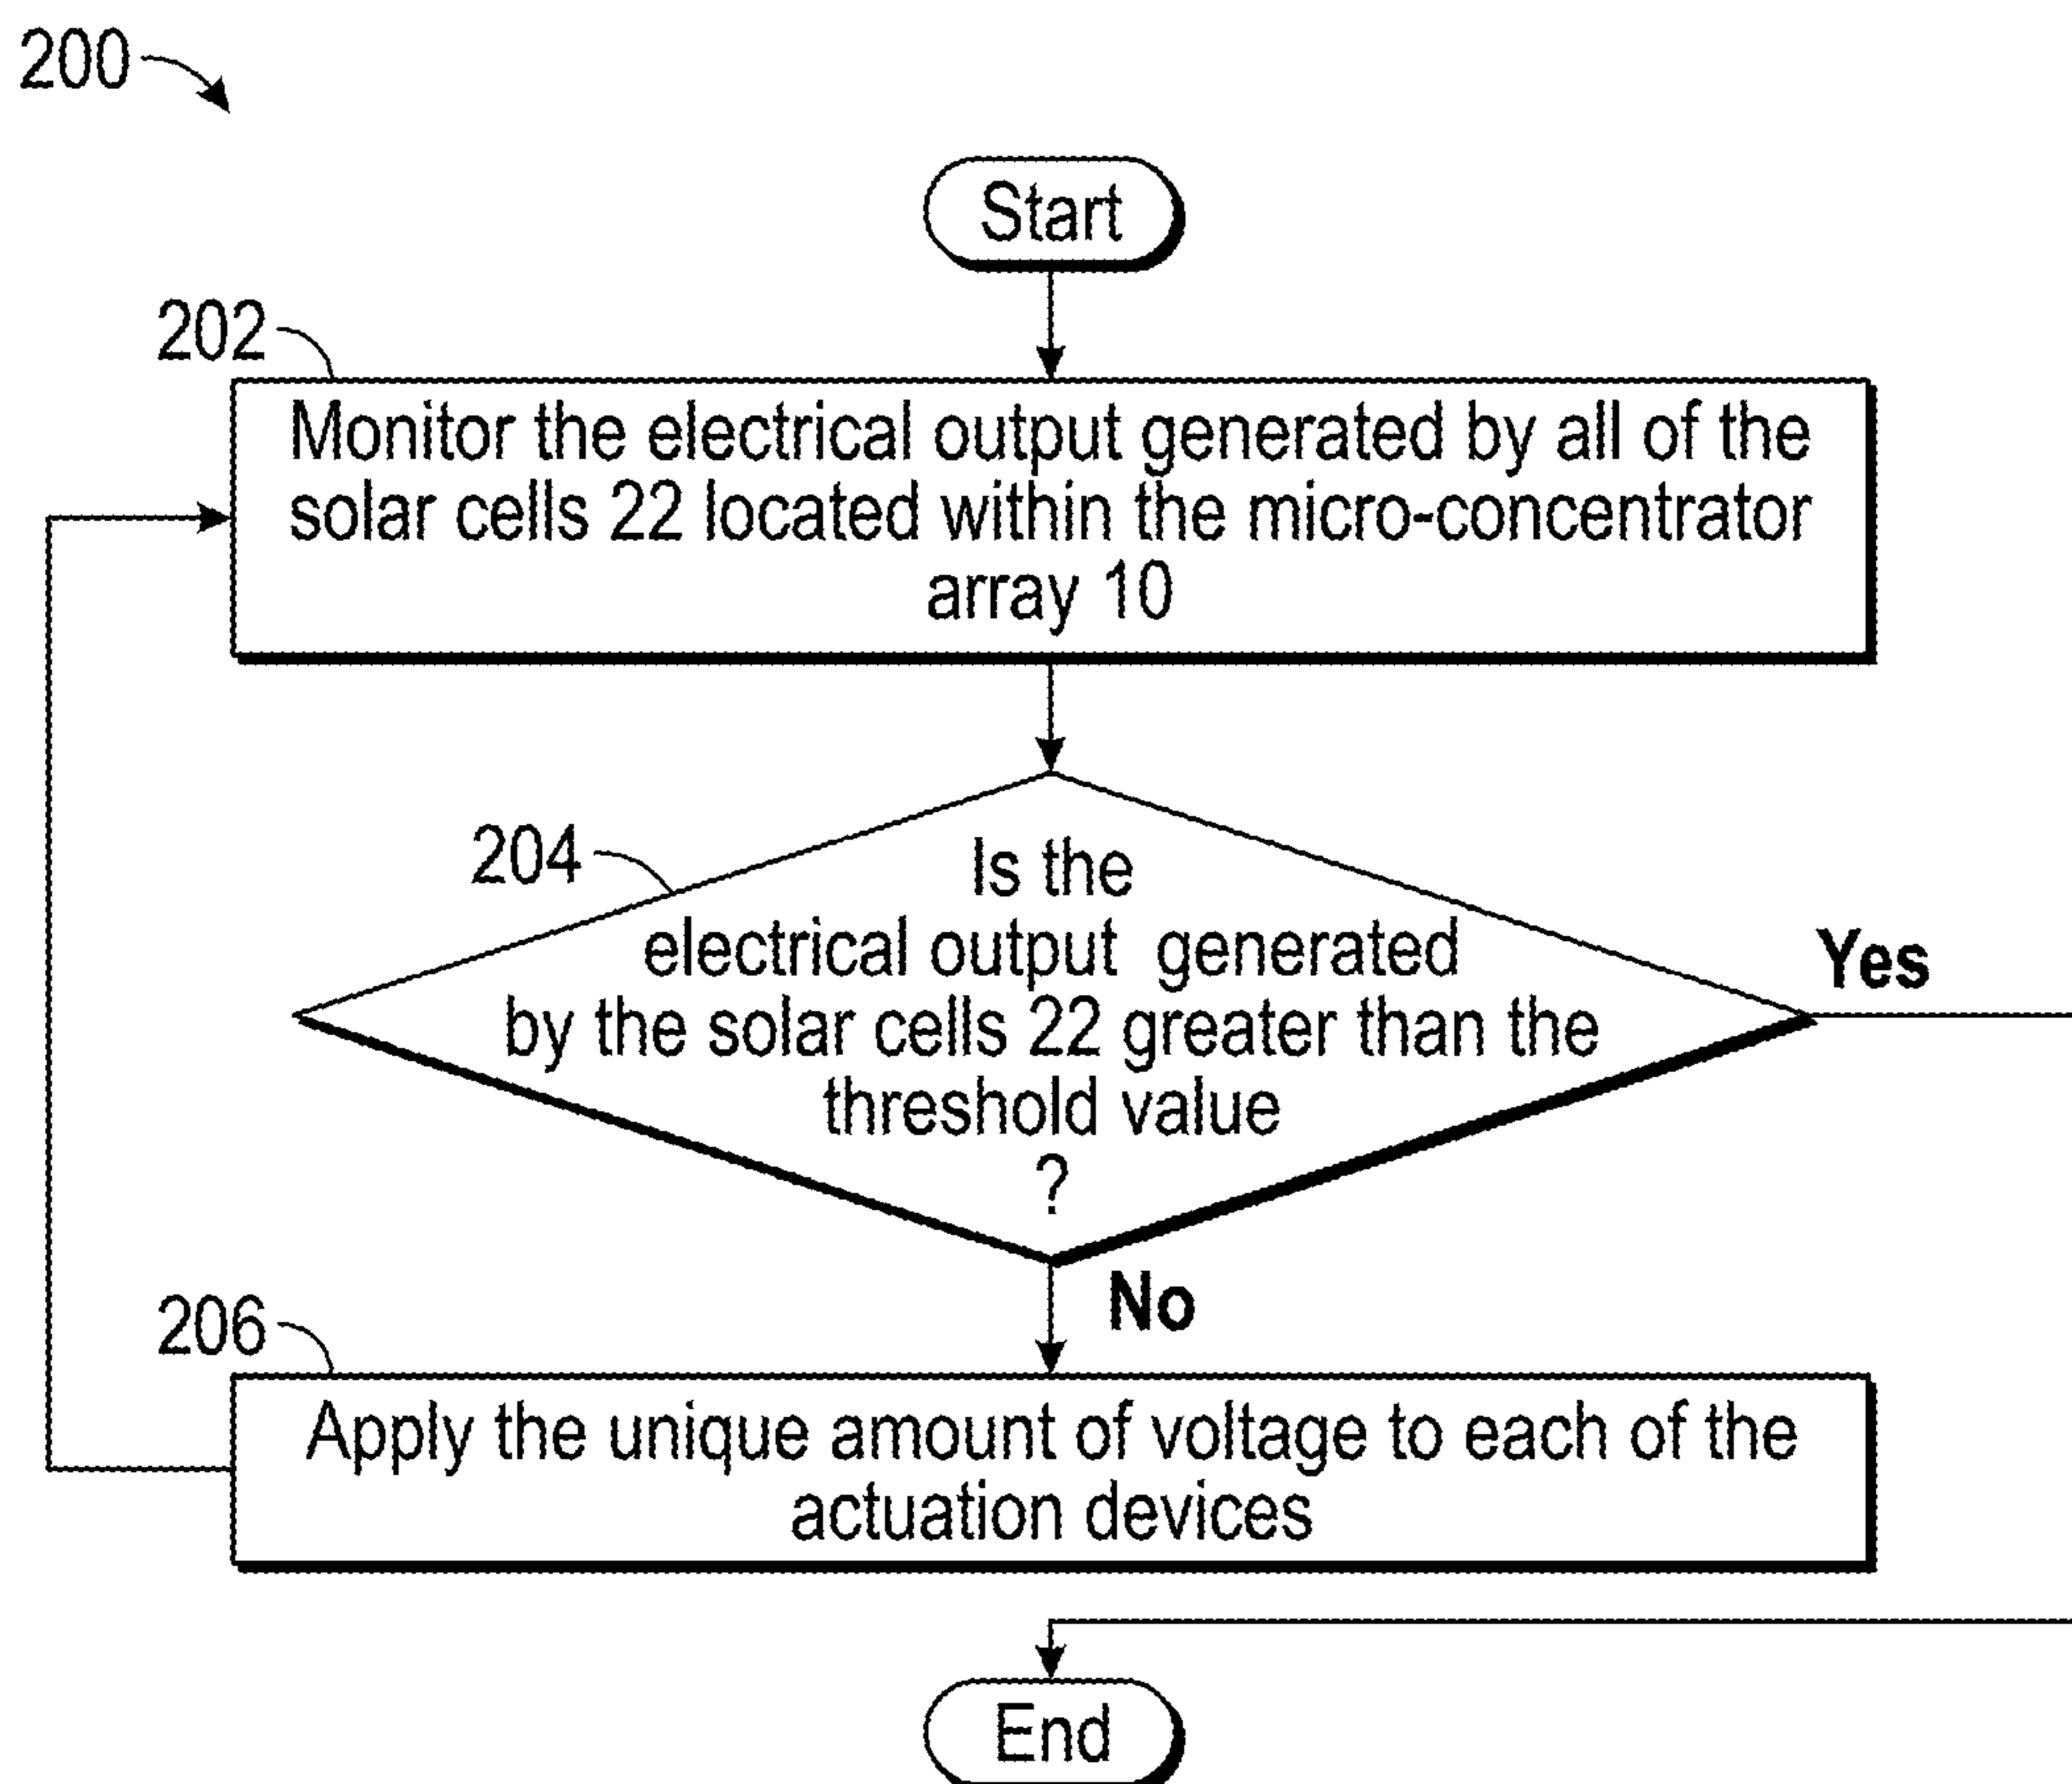 200
Start
202
Monitor the electrical output generated by all of the
solar cells 22 located within the micro-concentrator
array 10
204
Is the
electrical output generated
by the solar cells 22 greater than the
threshold value
?
Yes
No
206
Apply the unique amount of voltage to each of the
actuation devices
End